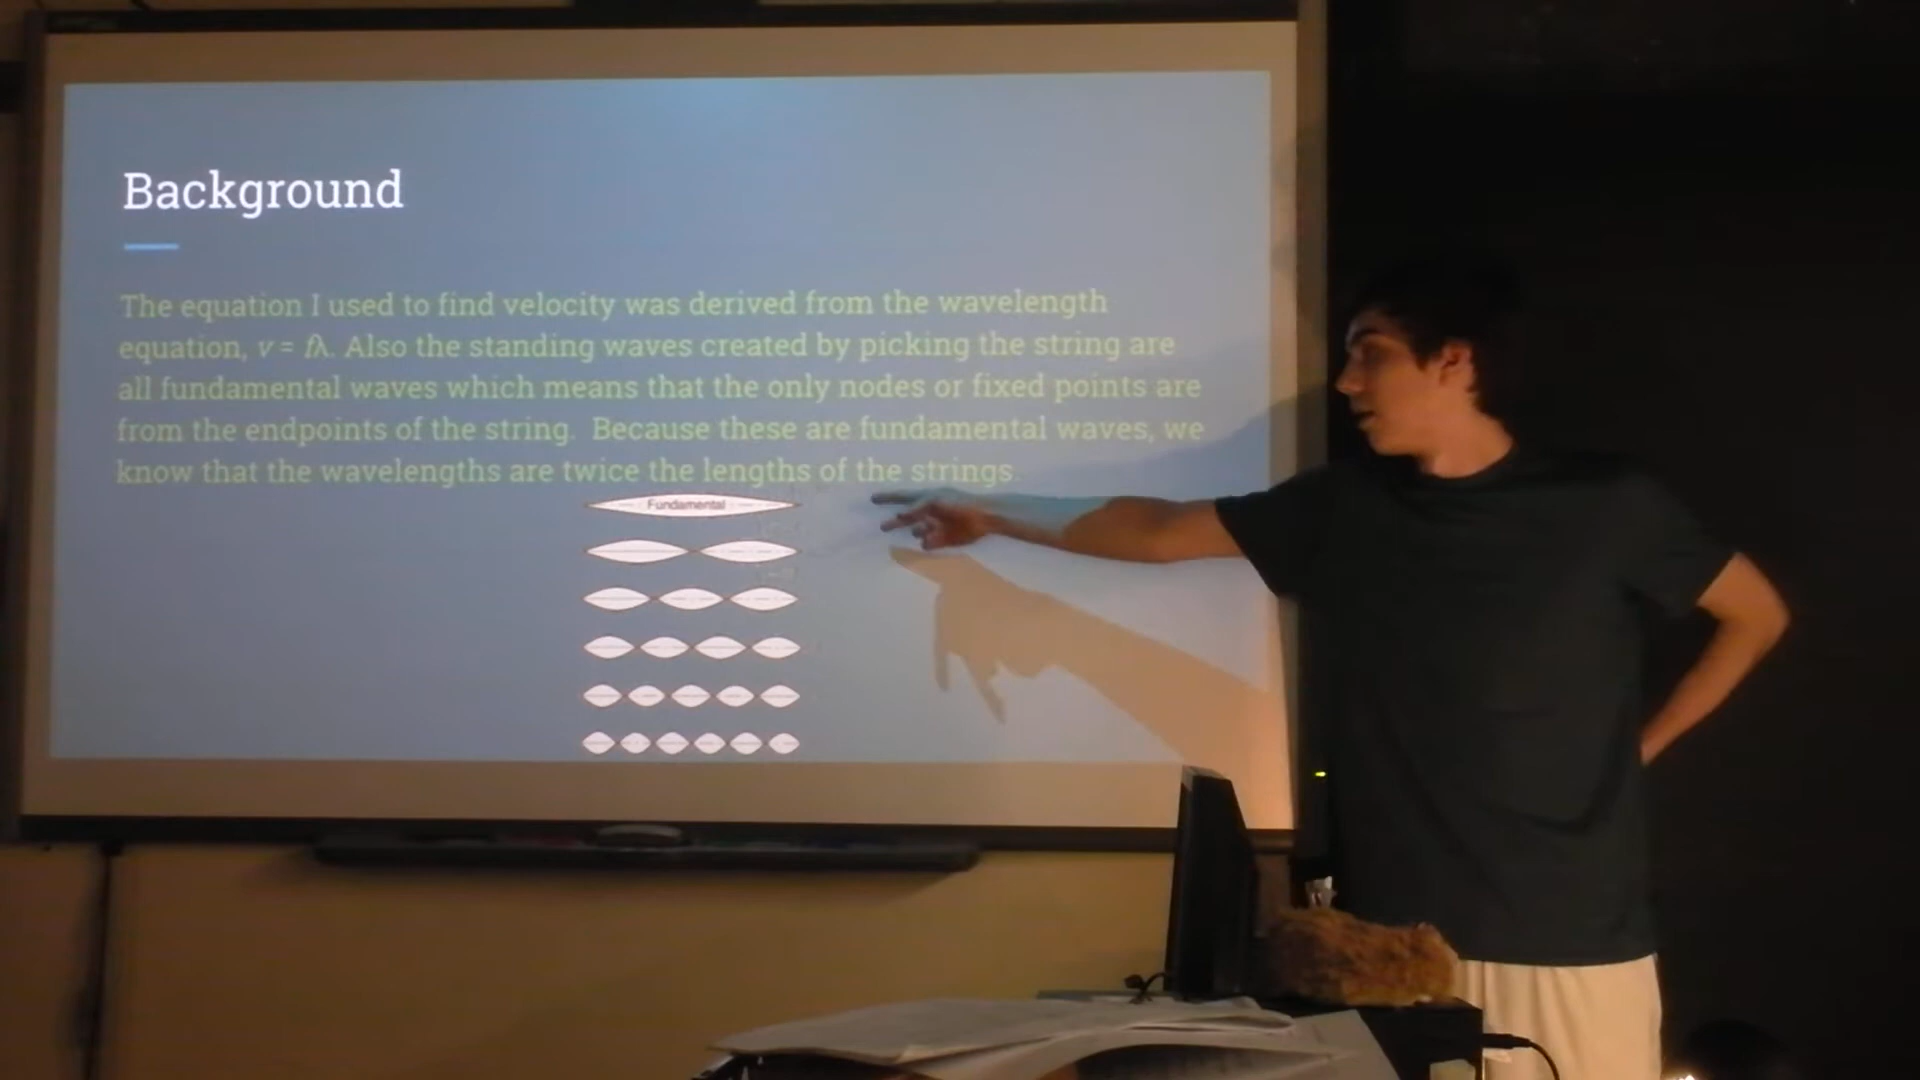 Background
The equation I used to find velocity was derived from the wavelength
equation, v = fλ. Also the standing waves created by picking the string are
all fundamental waves which means that the only nodes or fixed points are
from the endpoints of the string. Because these are fundamental waves, we
know that the wavelengths are twice the lengths of the strings.
Fundamental